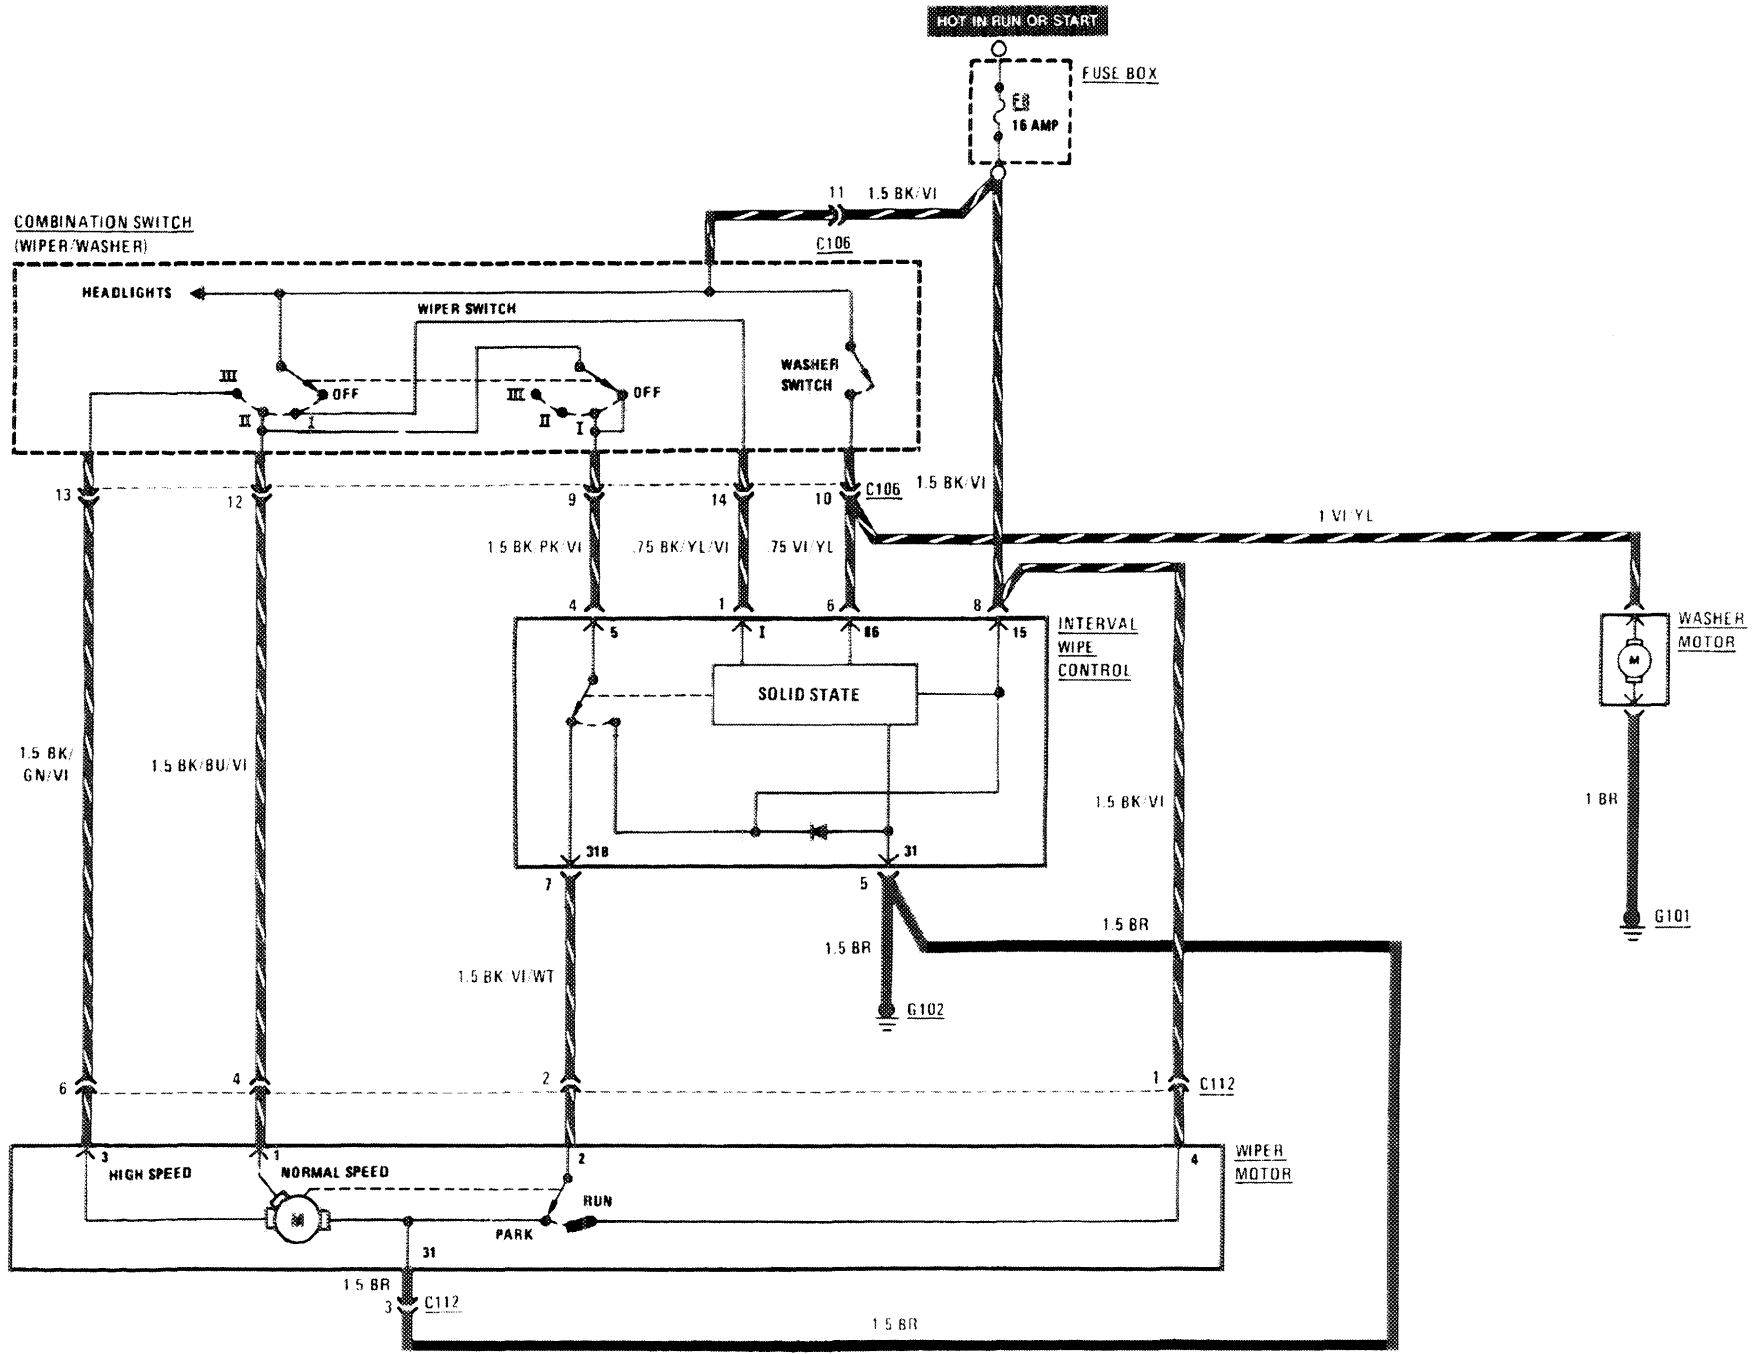 HOT IN RUN OR START
FUSE BOX
F8
16 AMP
11
1.5 BK/VI
C106
COMBINATION SWITCH
(WIPER/WASHER)
HEADLIGHTS
WIPER SWITCH
WASHER
SWITCH
III
OFF
II
I
III
OFF
II
I
13
12
9
14
10
C106
1.5 BK/VI
1 VI/YL
1.5 BK PK/VI
.75 BK/YL/VI
.75 VI/YL
4
1
6
8
5
I
86
15
INTERVAL
WIPE
CONTROL
WASHER
MOTOR
M
SOLID STATE
1.5 BK/
GN/VI
1.5 BK/BU/VI
1.5 BK/VI
1 BR
31B
31
7
5
G101
1.5 BR
1.5 BR
1.5 BK VI/WT
G102
6
4
2
1
C112
3
1
2
4
WIPER
MOTOR
HIGH SPEED
NORMAL SPEED
M
RUN
PARK
31
1.5 BR
3
C112
1.5 BR